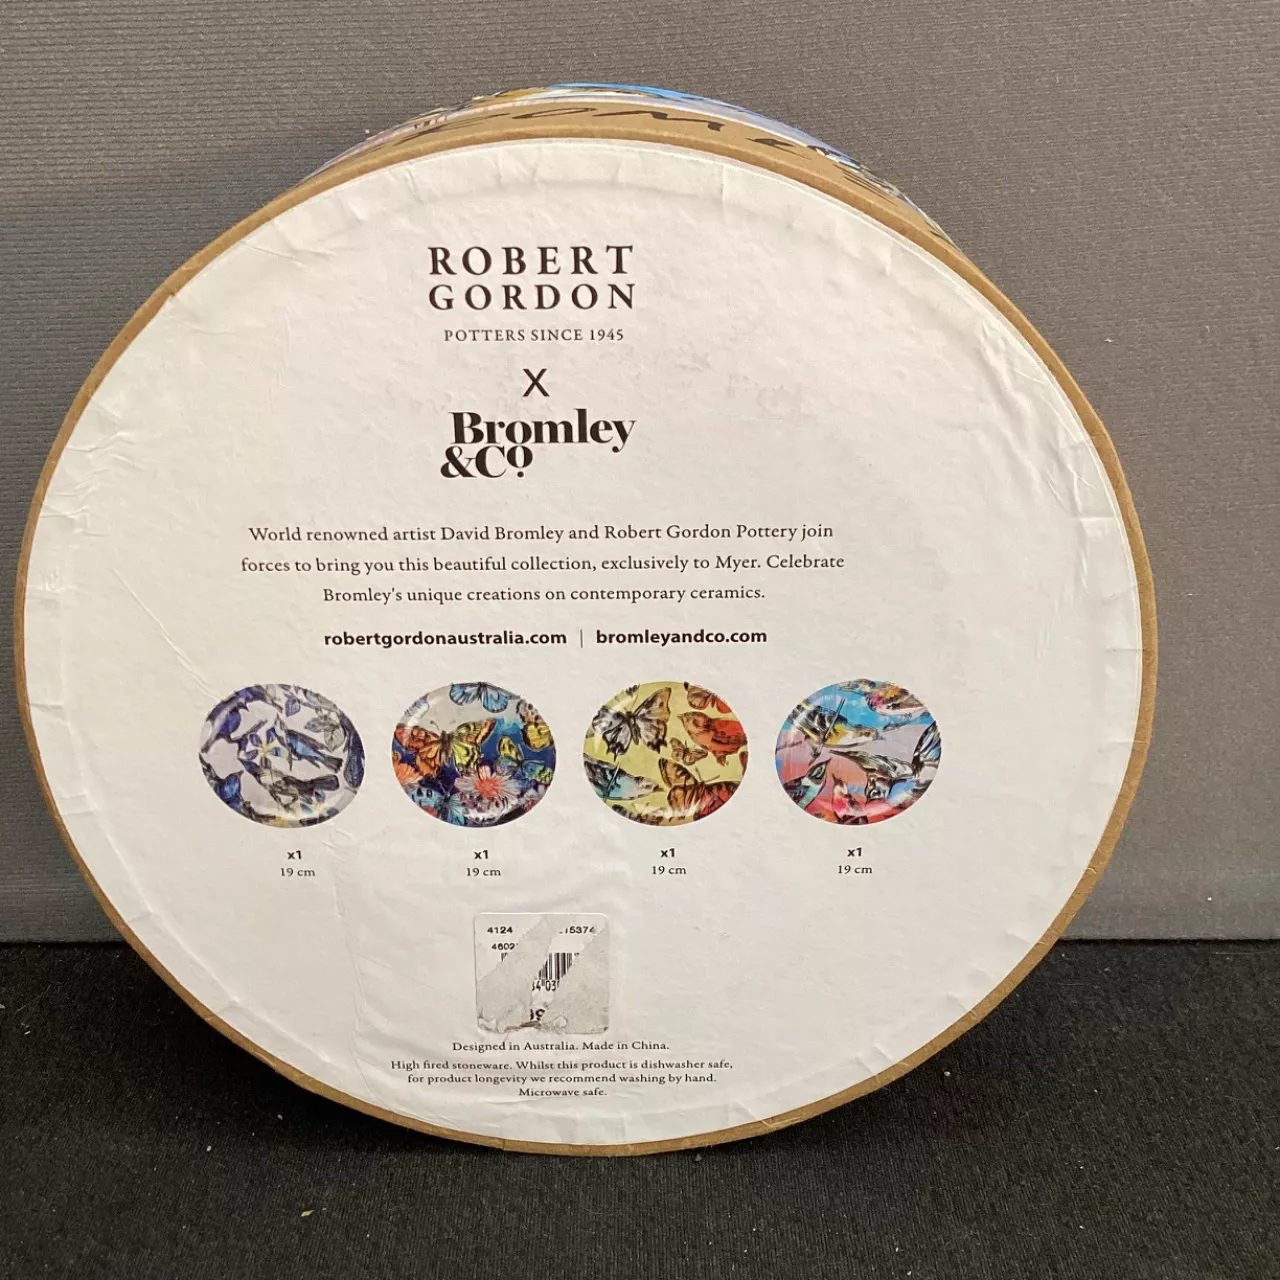 ROBERT
GORDON
POTTERS SINCE 1945
X
Bromley
&Co
World renowned artist David Bromley and Robert Gordon Pottery join
forces to bring you this beautiful collection, exclusively to Myer. Celebrate
Bromley's unique creations on contemporary ceramics.
robertgordonaustralia.com | bromleyandco.com
x1 x1 x1 x1
19 cm 19 cm 19 cm 19 cm
4124
Designed in Australia. Made in China.
High fired stoneware. Whilst this product is dishwasher safe,
for product longevity we recommend washing by hand.
Microwave safe.